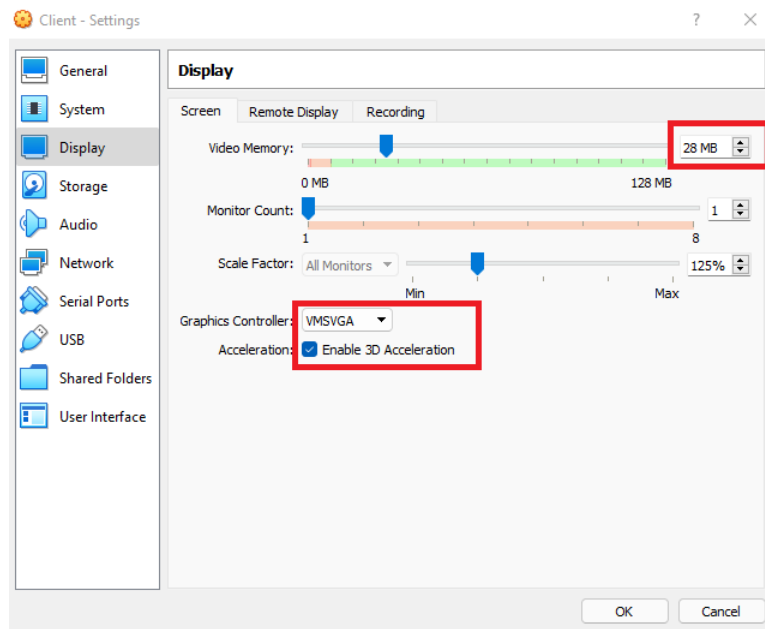 Client - Settings
General
System
Display
Storage
Audio
Network
Serial Ports
USB
Shared Folders
User Interface
Display
Screen Remote Display Recording
Video Memory: 28 MB
0 MB 128 MB
Monitor Count: 1
1 8
Scale Factor: All Monitors 125%
Min Max
Graphics Controller: VMSVGA
Acceleration: Enable 3D Acceleration
OK Cancel